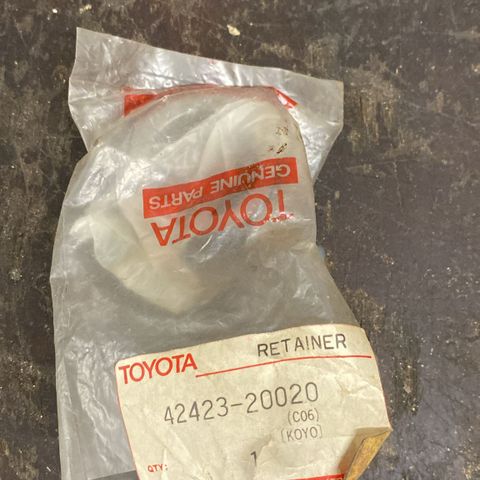 TOYOTA
GENUINE PARTS
TOYOTA
RETAINER
42423-20020
(C06)
(KOYO)
QTY: 1